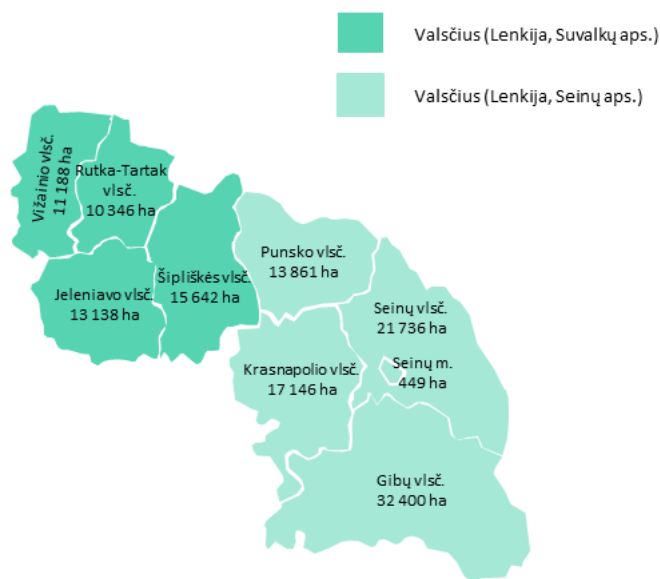 Valsčius (Lenkija, Suvalkų aps.)
Valsčius (Lenkija, Seinų aps.)
Vižainio vlsč.
11 188 ha
Rutka-Tartak
vlsč.
10 346 ha
Jeleniavo vlsč.
13 138 ha
Šipliškės vlsč.
15 642 ha
Punsko vlsč.
13 861 ha
Seinų vlsč.
21 736 ha
Seinų m.
449 ha
Krasnapolio vlsč.
17 146 ha
Gibų vlsč.
32 400 ha